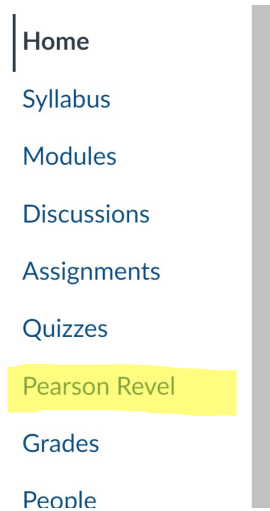 Home
Syllabus
Modules
Discussions
Assignments
Quizzes
Pearson Revel
Grades
People